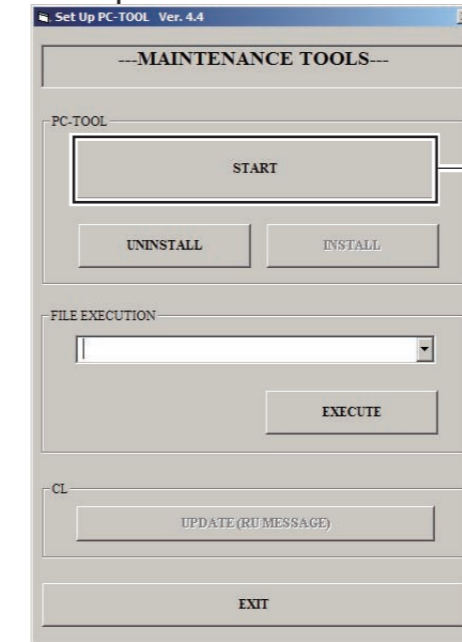 Set Up PC-TOOL Ver. 4.4
---MAINTENANCE TOOLS---
PC-TOOL
START
UNINSTALL INSTALL
FILE EXECUTION
EXECUTE
CL
UPDATE (RU MESSAGE)
EXIT